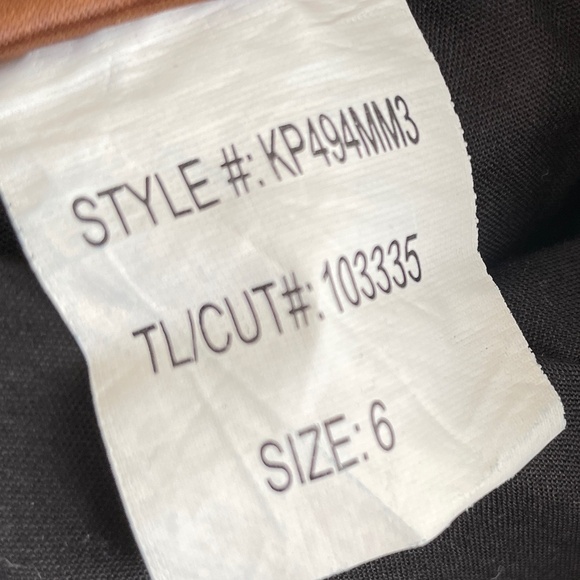 STYLE #: KP494MM3
TL/CUT#: 103335
SIZE: 6